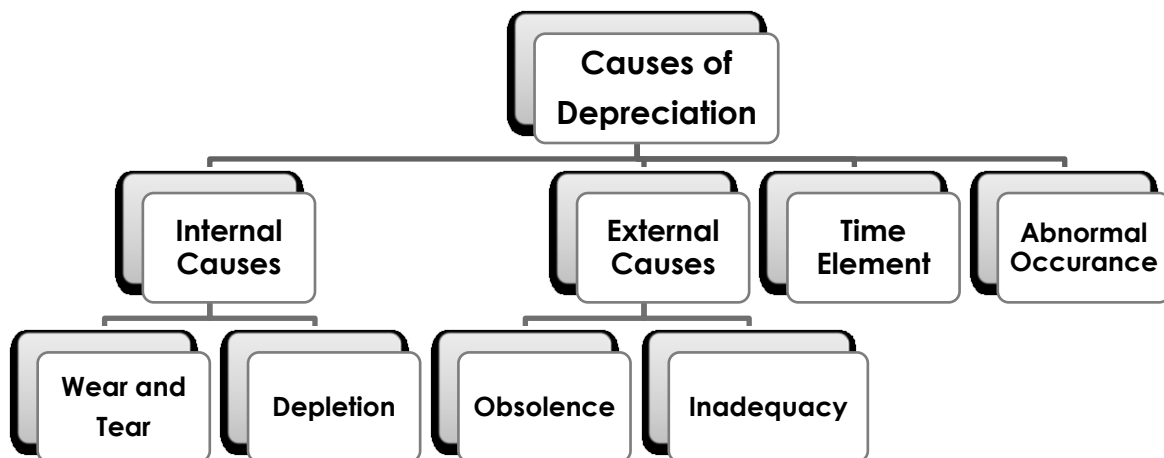 Causes of
Depreciation
Internal
Causes
External
Causes
Time
Element
Abnormal
Occurance
Wear and
Tear
Depletion
Obsolence
Inadequacy